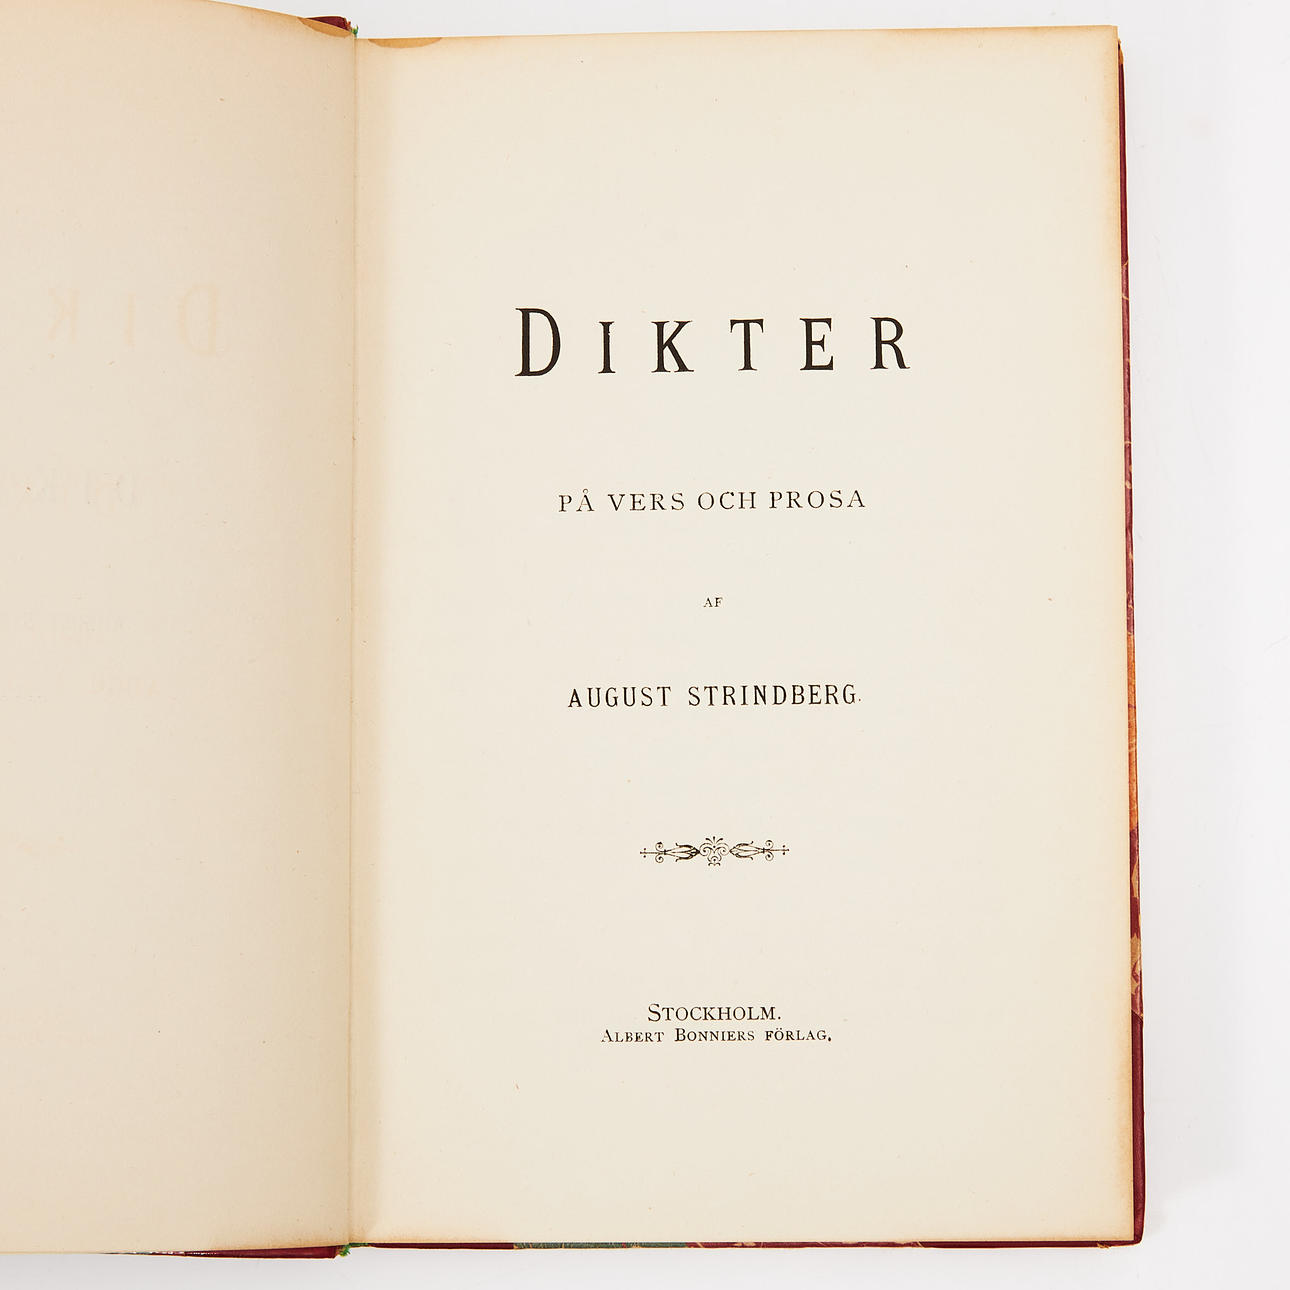 DIKTER
PÅ VERS OCH PROSA
AF
AUGUST STRINDBERG.
STOCKHOLM.
ALBERT BONNIERS FÖRLAG.